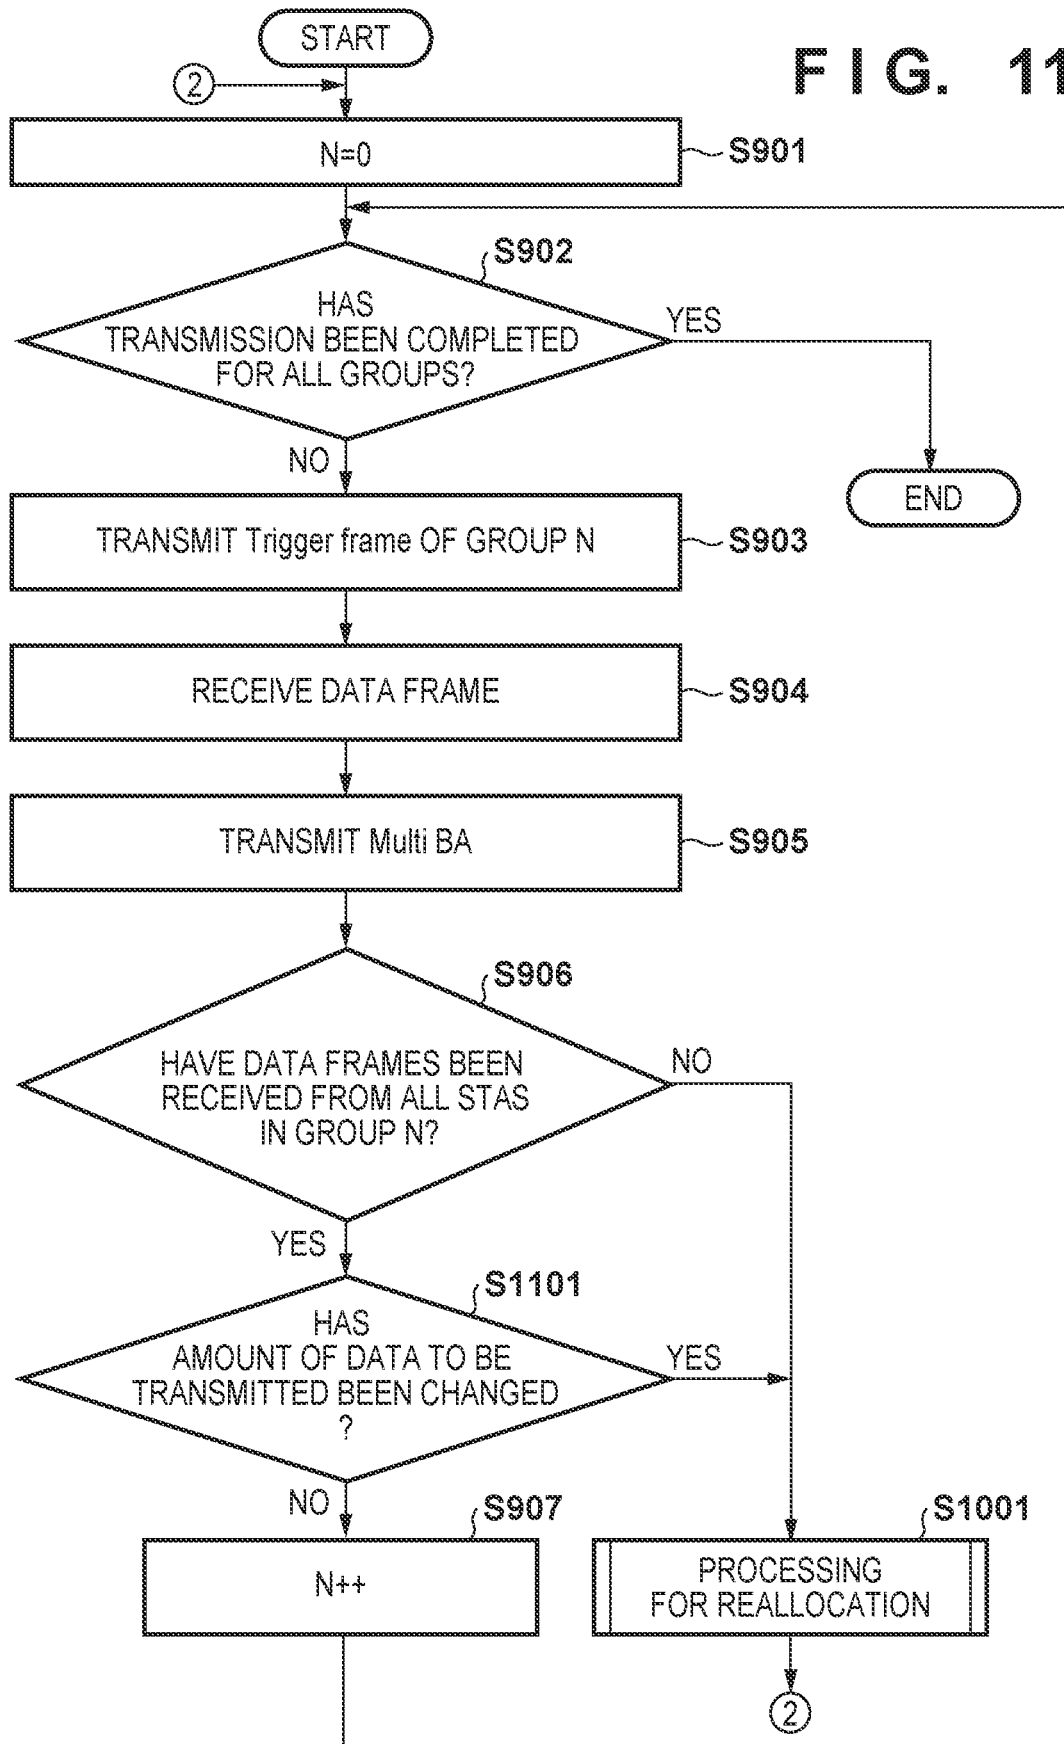 START
FIG. 11
2
N=0
S901
S902
HAS
TRANSMISSION BEEN COMPLETED
FOR ALL GROUPS?
YES
NO
END
TRANSMIT Trigger frame OF GROUP N
S903
RECEIVE DATA FRAME
S904
TRANSMIT Multi BA
S905
S906
HAVE DATA FRAMES BEEN
RECEIVED FROM ALL STAS
IN GROUP N?
NO
YES
S1101
HAS
AMOUNT OF DATA TO BE
TRANSMITTED BEEN CHANGED
?
YES
NO
S907
N++
S1001
PROCESSING
FOR REALLOCATION
2